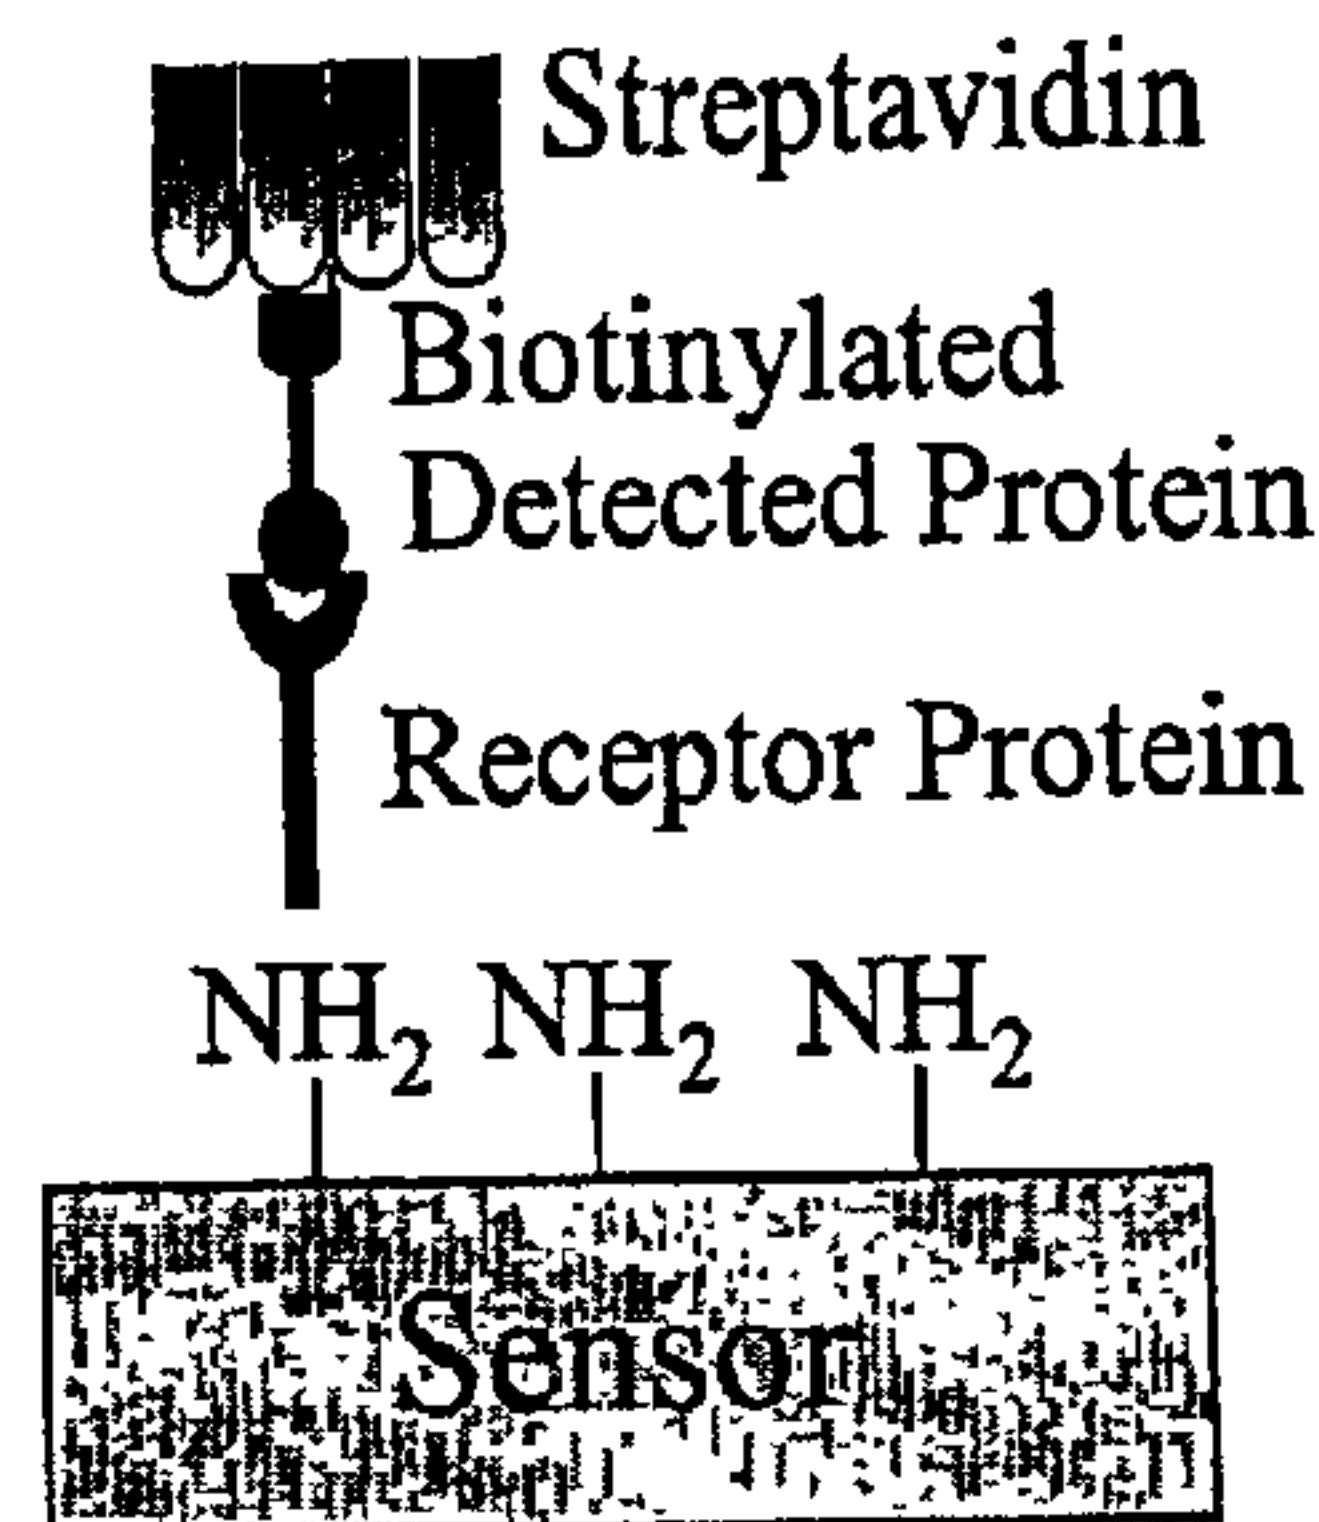 Streptavidin
Biotinylated
Detected Protein
Receptor Protein
NH₂ NH₂ NH₂
Sensor